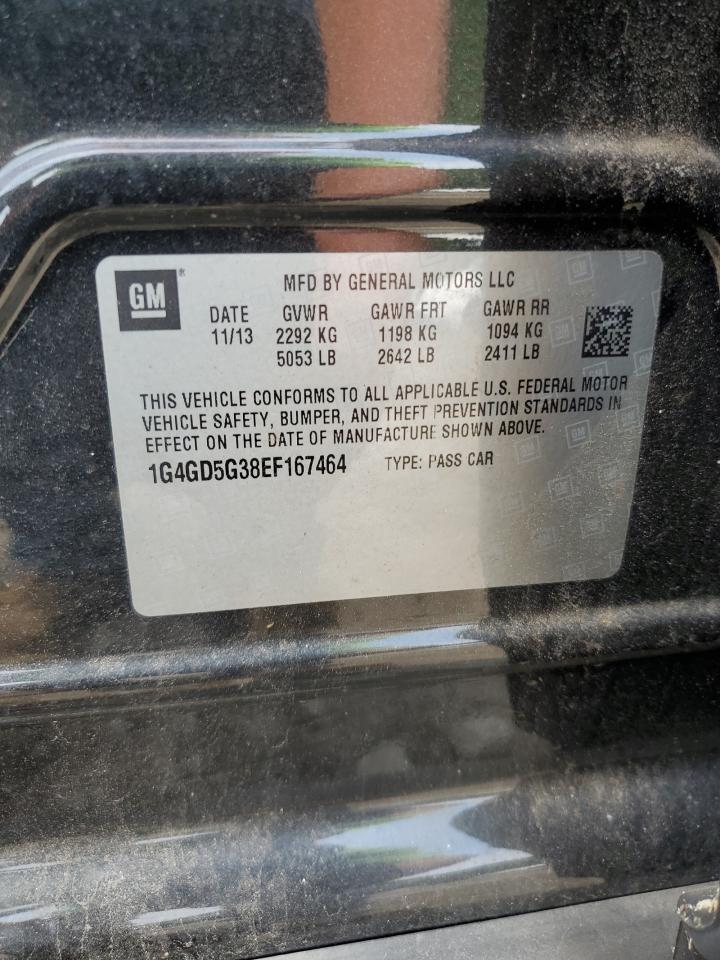 GM®
MFD BY GENERAL MOTORS LLC
DATE GVWR GAWR FRT GAWR RR
11/13 2292 KG 1198 KG 1094 KG
5053 LB 2642 LB 2411 LB
THIS VEHICLE CONFORMS TO ALL APPLICABLE U.S. FEDERAL MOTOR
VEHICLE SAFETY, BUMPER, AND THEFT PREVENTION STANDARDS IN
EFFECT ON THE DATE OF MANUFACTURE SHOWN ABOVE.
1G4GD5G38EF167464 TYPE: PASS CAR